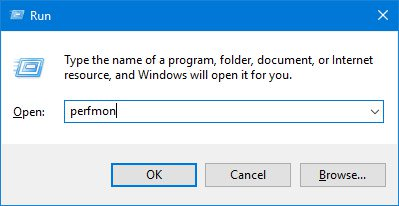 Run
Type the name of a program, folder, document, or Internet
resource, and Windows will open it for you.
Open: perfmon
OK Cancel Browse...